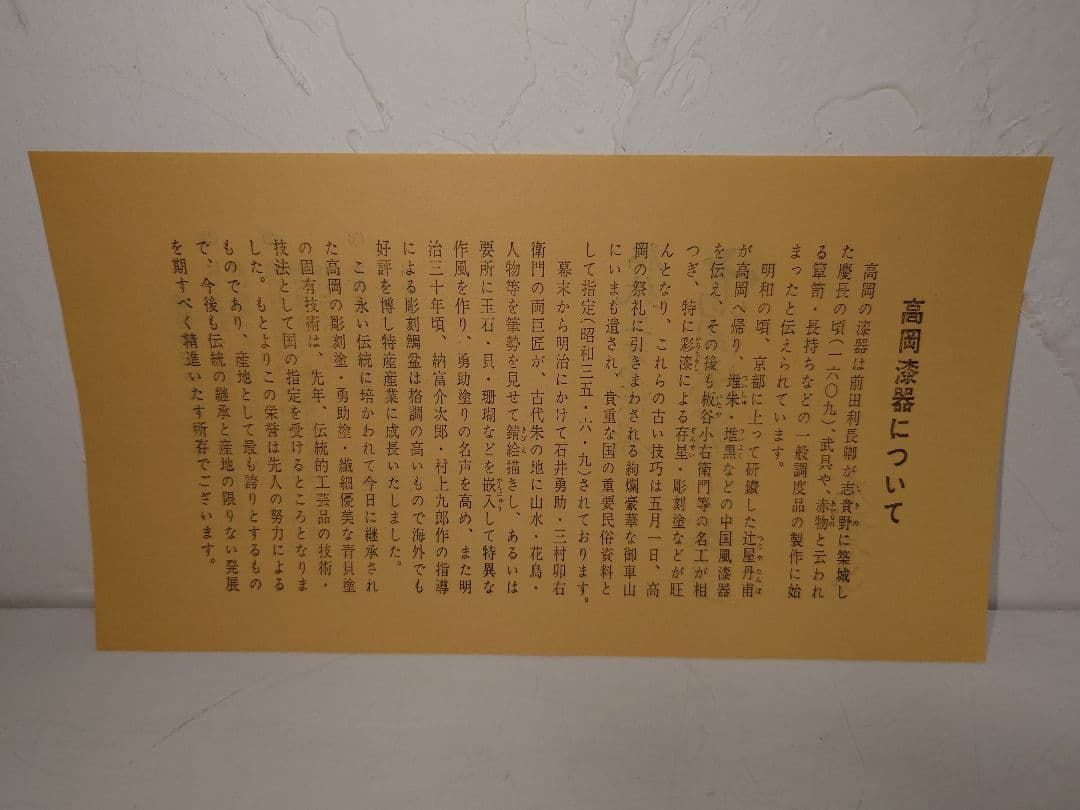 高岡漆器について
高岡の漆器は前田利長卿が志貴野に築城し
た慶長の頃(一六〇九)、武具や、赤物と云われ
る簞笥・長持ちなどの一般調度品の製作に始
まったと伝えられています。
明和の頃、京都に上って研鑽した辻屋丹甫
が高岡へ帰り、堆朱・堆黒などの中国風漆器
を伝え、その後も板谷小右衛門等の名工が相
つぎ、特に彩漆による存星・彫刻塗などが旺
んとなり、これらの古い技巧は五月一日、高
岡の祭礼に引きまわされる絢爛豪華な御車山
にいまも遺され、貴重な国の重要民俗資料と
して指定(昭和三五・六・九)されております。
幕末から明治にかけて石井勇助・三村卯右
衛門の両巨匠が、古代朱の地に山水・花鳥・
人物等を筆勢を見せて錆絵描きし、あるいは
要所に玉石・貝・珊瑚などを嵌入して特異な
作風を作り、勇助塗りの名声を高め、また明
治三十年頃、納富介次郎・村上九郎作の指導
による彫刻鍔盆は格調の高いもので海外でも
好評を博し特産産業に成長いたしました。
この永い伝統に培かわれて今日に継承され
た高岡の彫刻塗・勇助塗・繊細優美な青貝塗
の固有技術は、先年、伝統的工芸品の技術・
技法として国の指定を受けるところとなりま
した。もとよりこの栄誉は先人の努力による
ものであり、産地として最も誇りとするもの
で、今後も伝統の継承と産地の限りない発展
を期すべく精進いたす所存でございます。